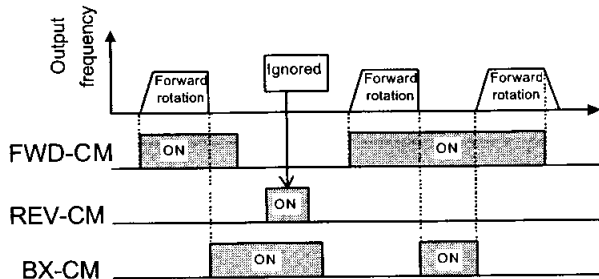 Output
frequency
Forward
rotation
Ignored
Forward
rotation
Forward
rotation
FWD-CM
ON
ON
REV-CM
ON
BX-CM
ON
ON